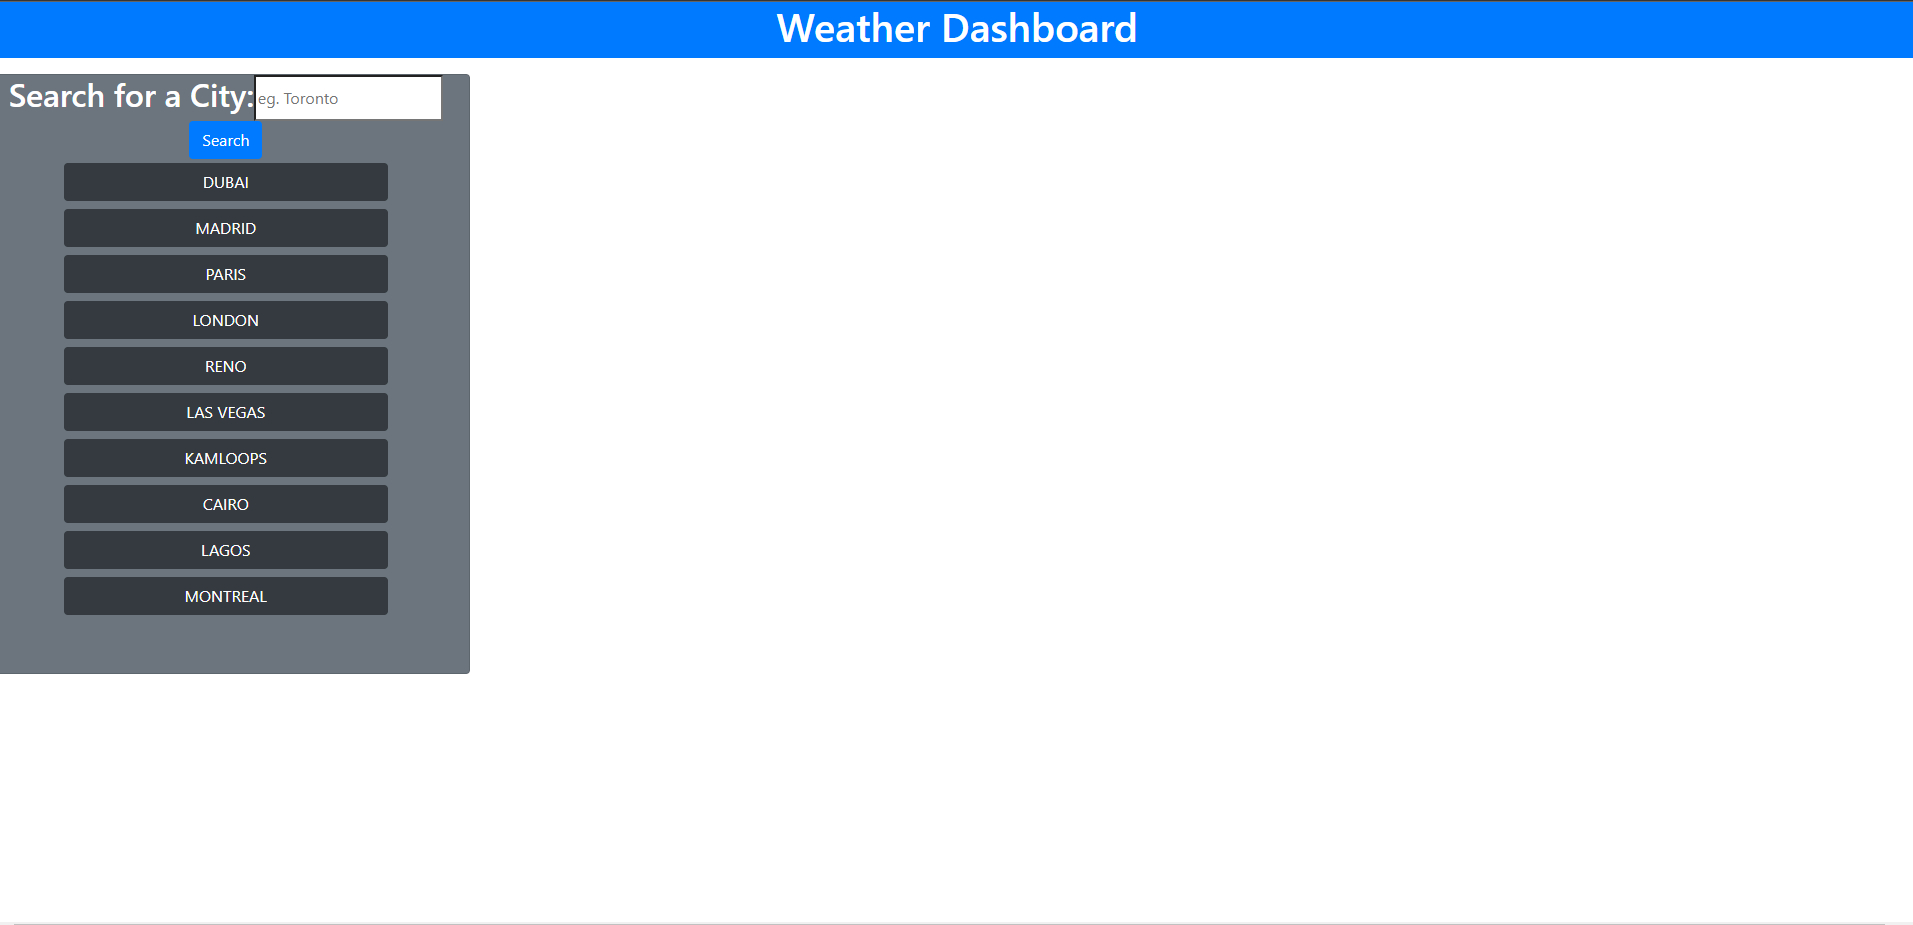 Weather Dashboard
Search for a City: eg. Toronto
Search
DUBAI
MADRID
PARIS
LONDON
RENO
LAS VEGAS
KAMLOOPS
CAIRO
LAGOS
MONTREAL